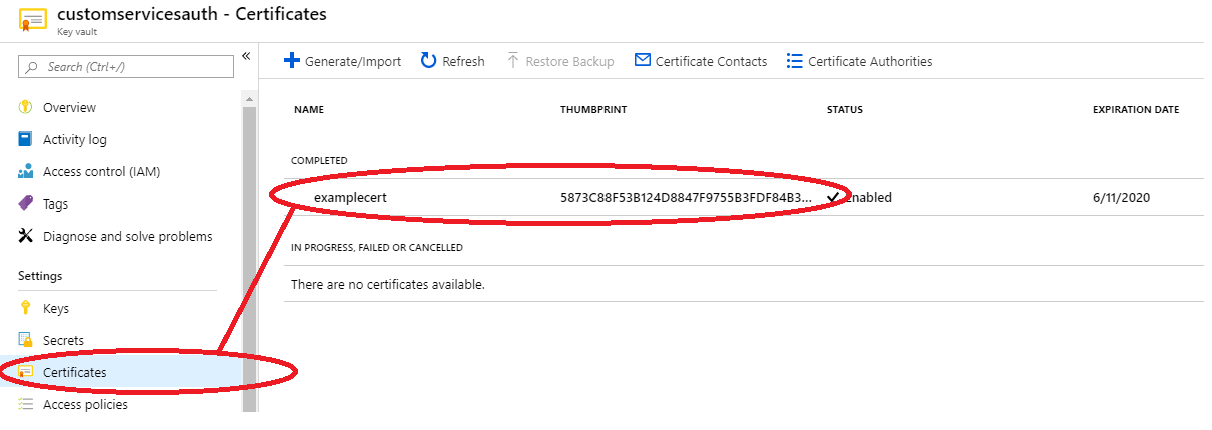 customservicesauth - Certificates
Key vault
Search (Ctrl+/)
«
Overview
Activity log
Access control (IAM)
Tags
Diagnose and solve problems
Settings
Keys
Secrets
Certificates
Access policies
Generate/Import Refresh Restore Backup Certificate Contacts Certificate Authorities
NAME THUMBPRINT STATUS EXPIRATION DATE
COMPLETED
examplecert 5873C88F53B124D8847F9755B3FDF84B3... Enabled 6/11/2020
IN PROGRESS, FAILED OR CANCELLED
There are no certificates available.